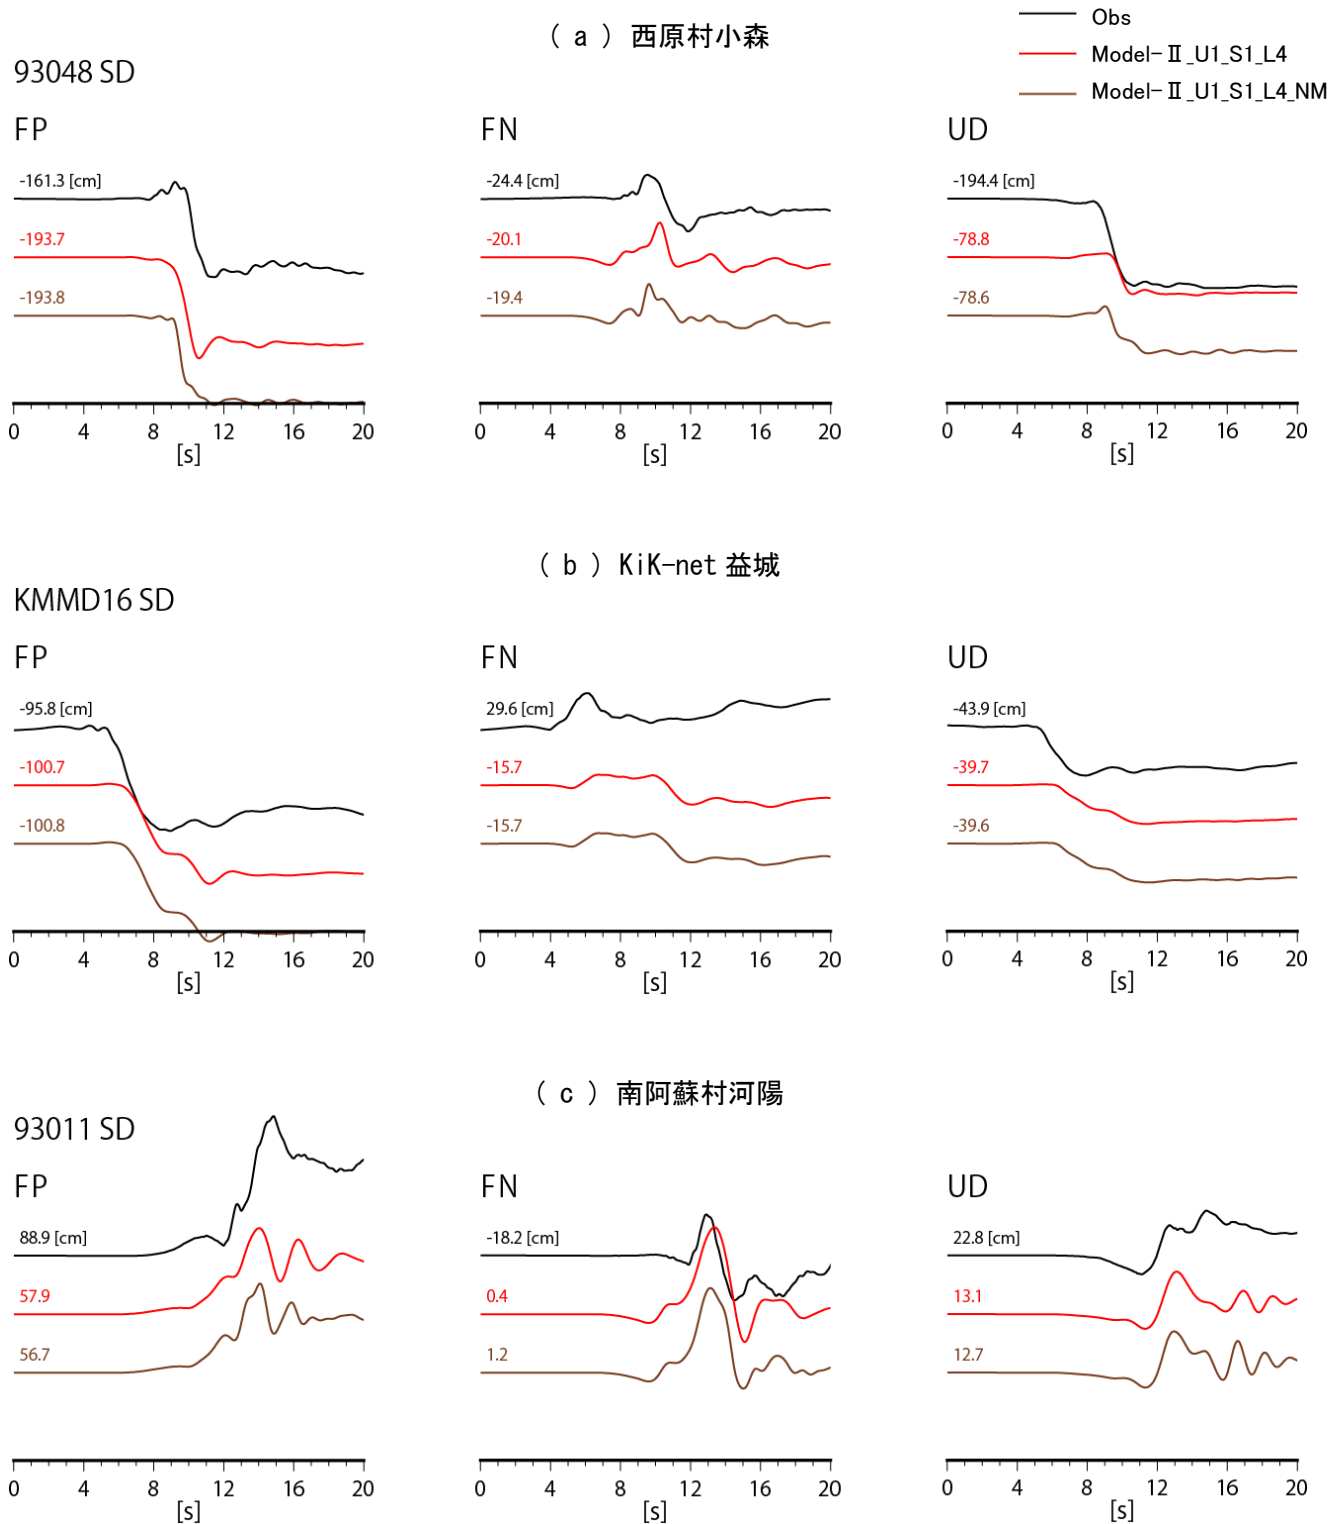 ( a ) 西原村小森
Obs
Model-Ⅱ_U1_S1_L4
Model-Ⅱ_U1_S1_L4_NM
93048 SD
FP
FN
UD
-161.3 [cm]
-24.4 [cm]
-194.4 [cm]
-193.7
-20.1
-78.8
-193.8
-19.4
-78.6
0 4 8 12 16 20
0 4 8 12 16 20
0 4 8 12 16 20
[s]
[s]
[s]
( b ) KiK-net 益城
KMMD16 SD
FP
FN
UD
-95.8 [cm]
29.6 [cm]
-43.9 [cm]
-100.7
-15.7
-39.7
-100.8
-15.7
-39.6
0 4 8 12 16 20
0 4 8 12 16 20
0 4 8 12 16 20
[s]
[s]
[s]
( c ) 南阿蘇村河陽
93011 SD
FP
FN
UD
88.9 [cm]
-18.2 [cm]
22.8 [cm]
57.9
0.4
13.1
56.7
1.2
12.7
0 4 8 12 16 20
0 4 8 12 16 20
0 4 8 12 16 20
[s]
[s]
[s]